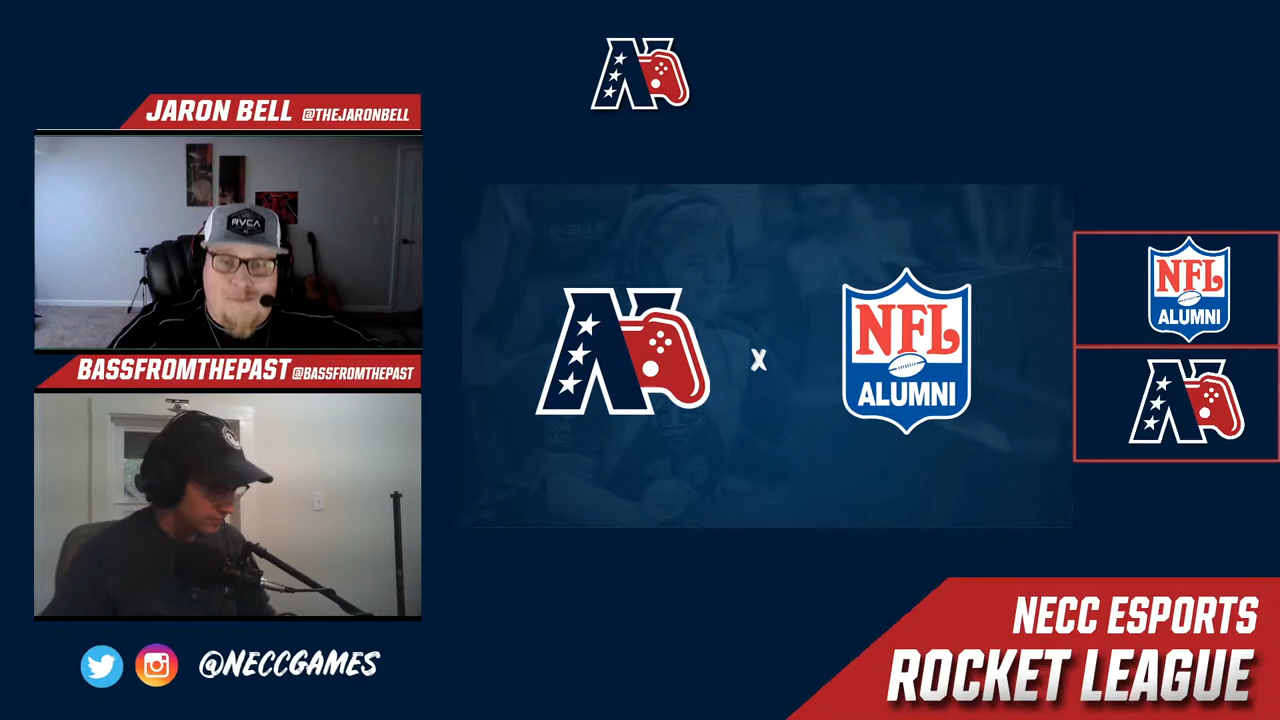 JARON BELL @THEJARONBELL
RVCA
BASSFROMTHEPAST @BASSFROMTHEPAST
@NECCGAMES
N
x
NFL
ALUMNI
NFL
ALUMNI
NECC ESPORTS
ROCKET LEAGUE